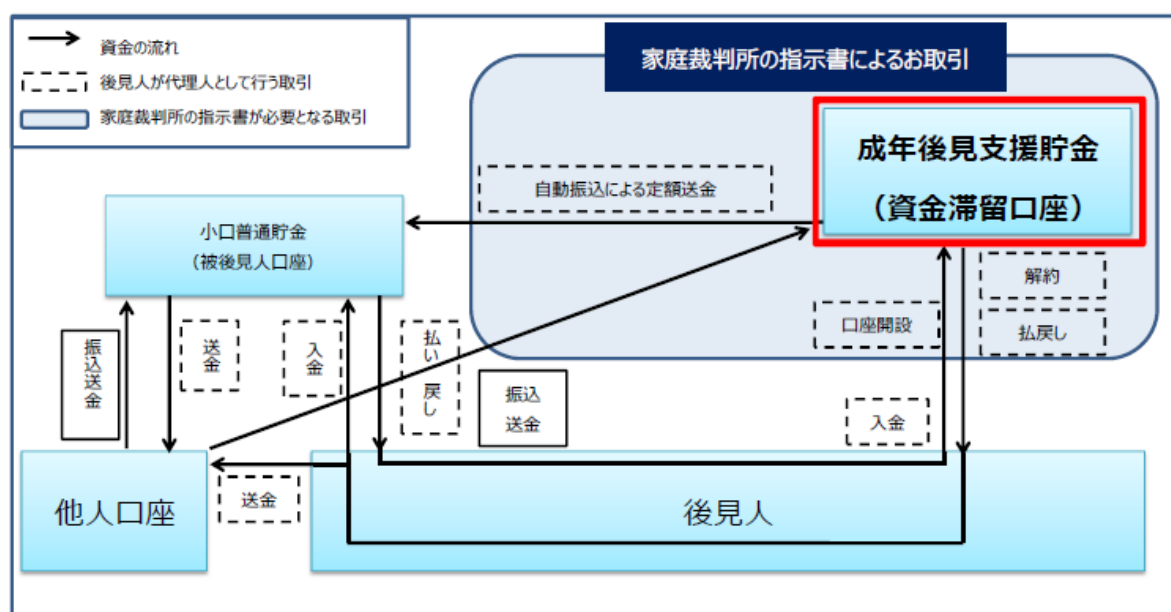 資金の流れ
後見人が代理人として行う取引
家庭裁判所の指示書が必要となる取引
家庭裁判所の指示書によるお取引
成年後見支援貯金
（資金滞留口座）
自動振込による定額送金
小口普通貯金
（被後見人口座）
解約
口座開設
払戻し
振込送金
送金
入金
払い戻し
振込
送金
入金
他人口座
送金
後見人